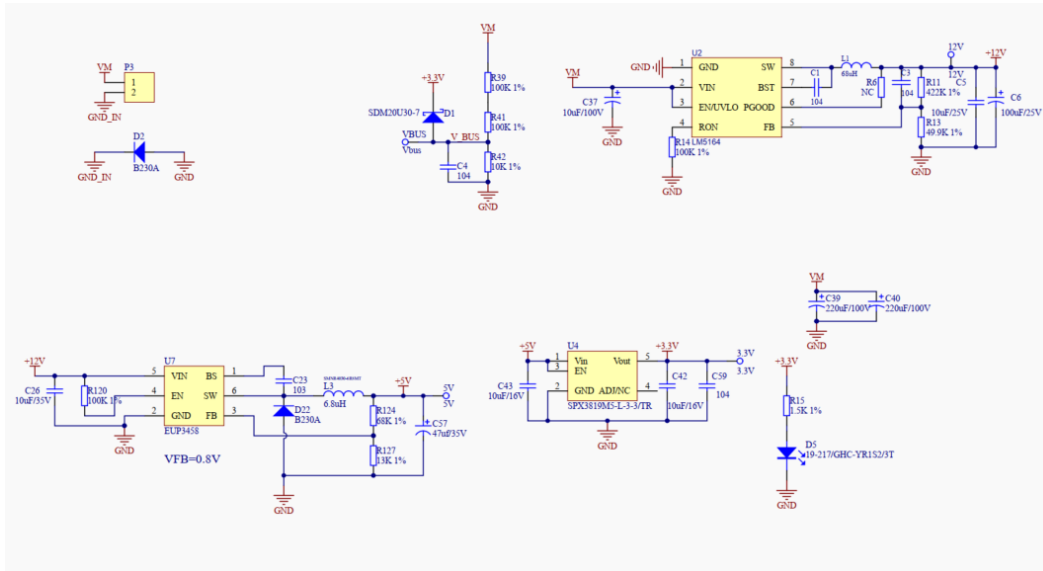 VM
P3
1
2
GND_IN
D2
B230A
GND_IN
GND
VM
+3.3V
R39
100K 1%
SDM20U30-7
D1
R41
100K 1%
VBUS
V_BUS
Vbus
C4
104
R42
10K 1%
GND
U2
GND
1
GND
SW
8
VM
2
VIN
BST
7
3
EN/UVLO
PGOOD
6
4
RON
FB
5
LM5164
C37
10uF/100V
GND
R14
100K 1%
GND
L1
68uH
C1
104
R6
NC
C3
104
R11
422K 1%
R13
49.9K 1%
GND
12V
12V
C5
10uF/25V
+12V
C6
100uF/25V
VM
C39
220uF/100V
C40
220uF/100V
GND
+12V
C26
10uF/35V
R120
100K 1%
GND
U7
5
VIN
BS
1
4
EN
SW
6
2
GND
FB
3
EUP3458
VFB=0.8V
C23
103
D22
B230A
L3
6.8uH
+5V
5V
5V
R124
68K 1%
C57
47uf/35V
R127
13K 1%
GND
+5V
C43
10uF/16V
U4
1
Vin
Vout
5
3
EN
2
GND
ADJ/NC
4
SPX3819M5-L-3-3/TR
GND
+3.3V
C42
10uF/16V
C59
104
3.3V
3.3V
+3.3V
R15
1.5K 1%
D5
19-217/GHC-YR1S2/3T
GND